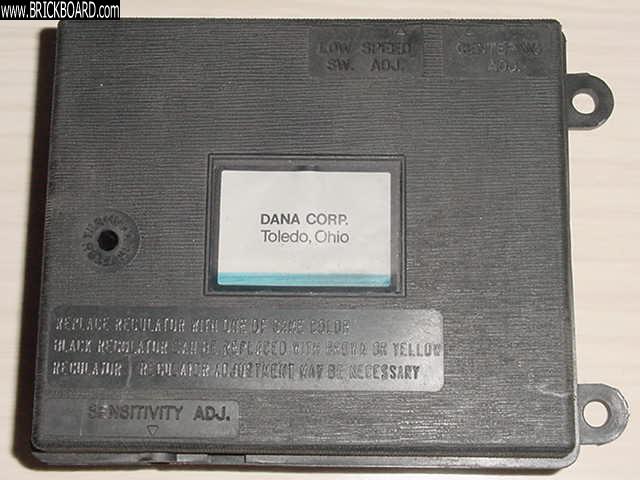 www.BRICKBOARD.com
LOW SPEED
SW. ADJ.
CENTERING
ADJ.
DANA CORP.
Toledo, Ohio
REPLACE REGULATOR WITH ONE OF SAME COLOR
BLACK REGULATOR CAN BE REPLACED WITH BROWN OR YELLOW
REGULATOR REGULATOR ADJUSTMENT MAY BE NECESSARY
SENSITIVITY ADJ.